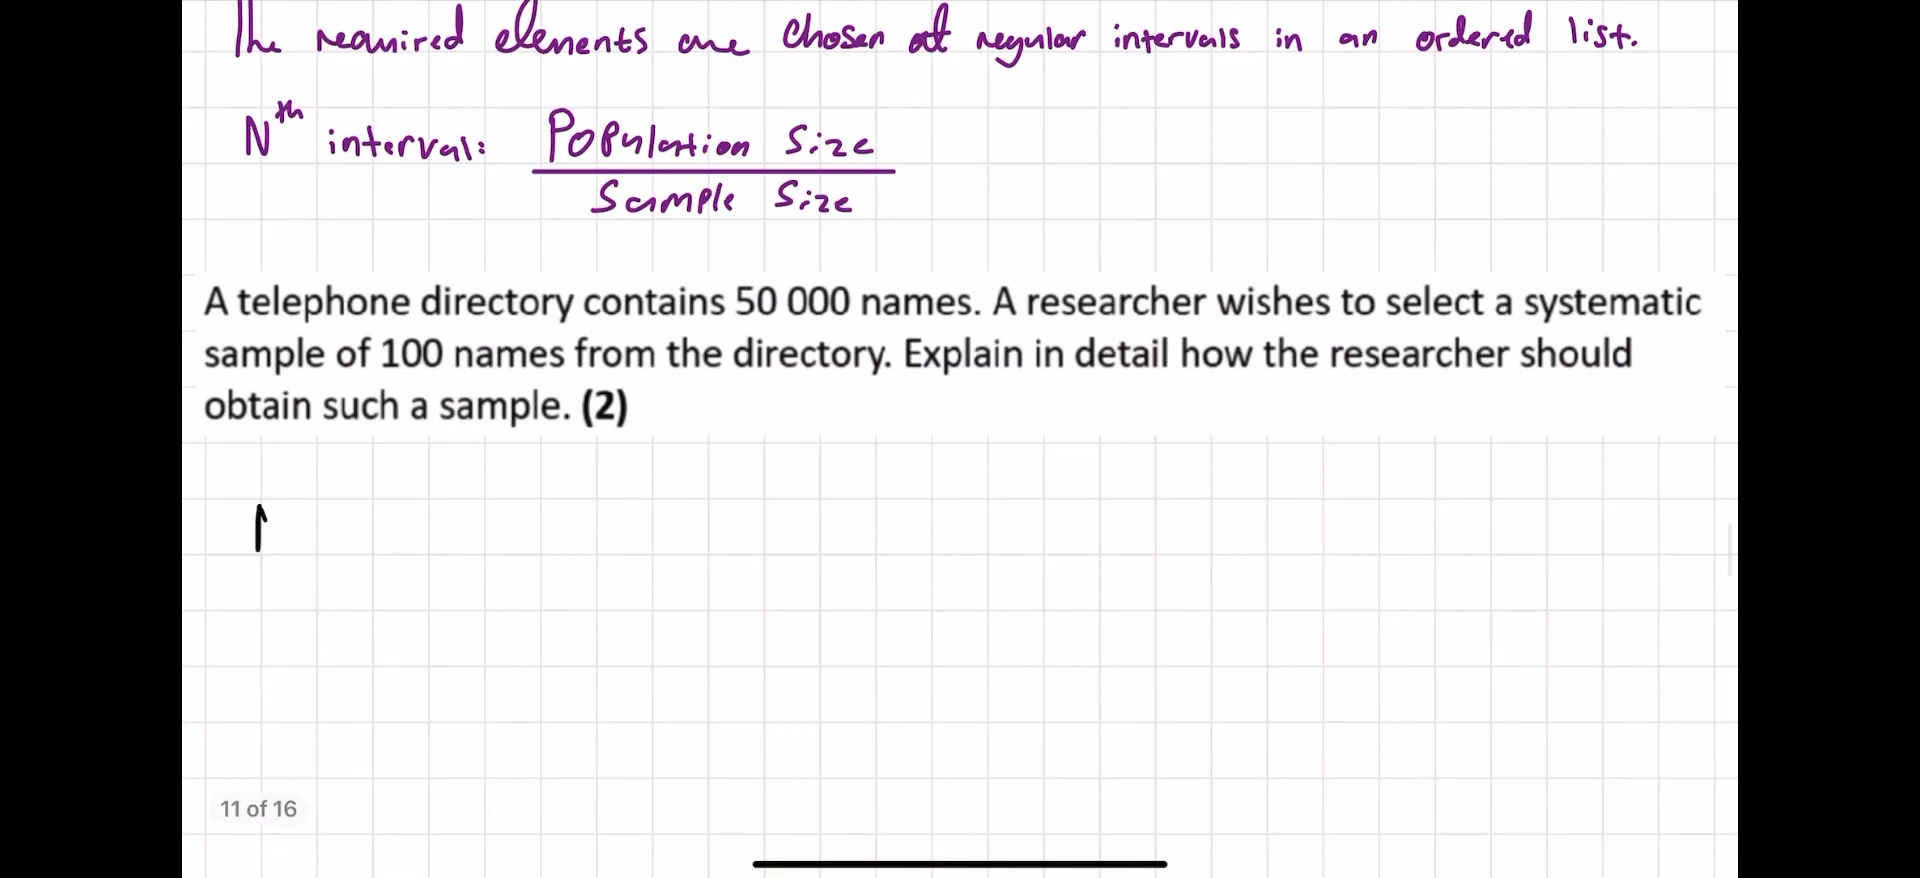 The required elements are chosen at regular intervals in an ordered list.
Nth interval: Population Size
Sample Size
A telephone directory contains 50 000 names. A researcher wishes to select a systematic
sample of 100 names from the directory. Explain in detail how the researcher should
obtain such a sample. (2)
11 of 16